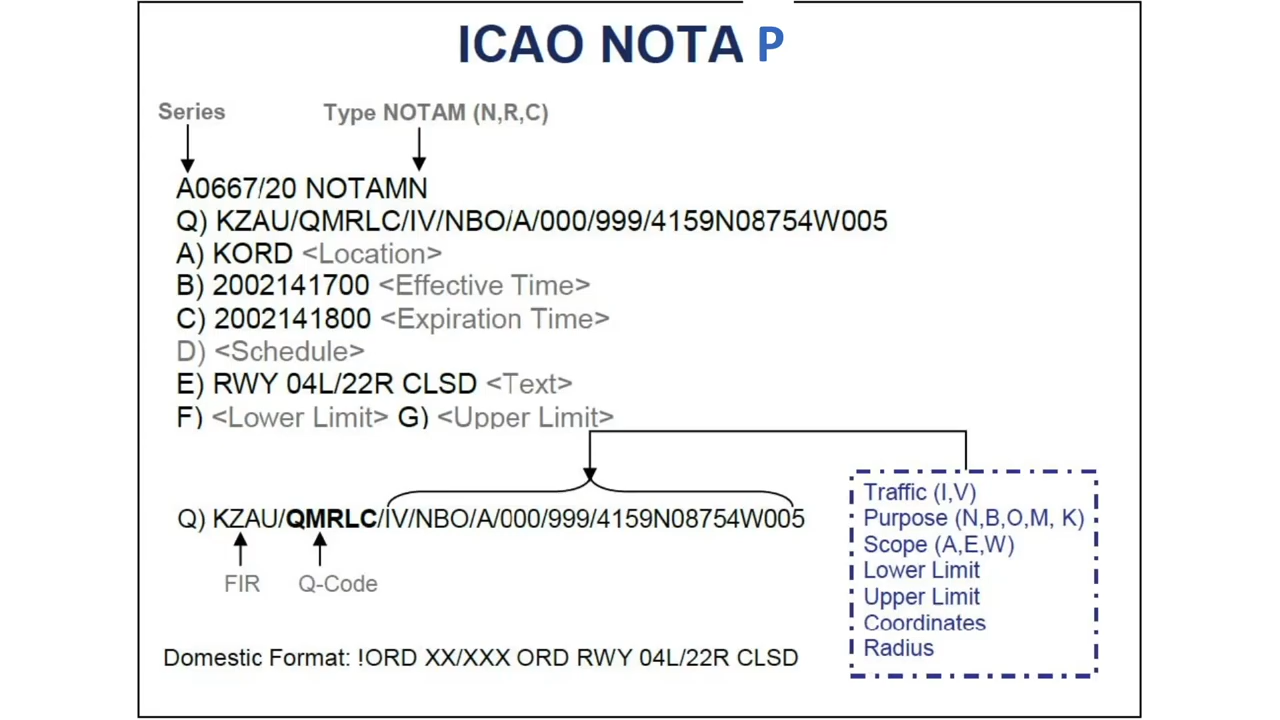 ICAO NOTA P
Series
Type NOTAM (N,R,C)
A0667/20 NOTAMN
Q) KZAU/QMRLC/IV/NBO/A/000/999/4159N08754W005
A) KORD <Location>
B) 2002141700 <Effective Time>
C) 2002141800 <Expiration Time>
D) <Schedule>
E) RWY 04L/22R CLSD <Text>
F) <Lower Limit> G) <Upper Limit>
Q) KZAU/QMRLC/IV/NBO/A/000/999/4159N08754W005
FIR
Q-Code
Traffic (I,V)
Purpose (N,B,O,M, K)
Scope (A,E,W)
Lower Limit
Upper Limit
Coordinates
Radius
Domestic Format: !ORD XX/XXX ORD RWY 04L/22R CLSD